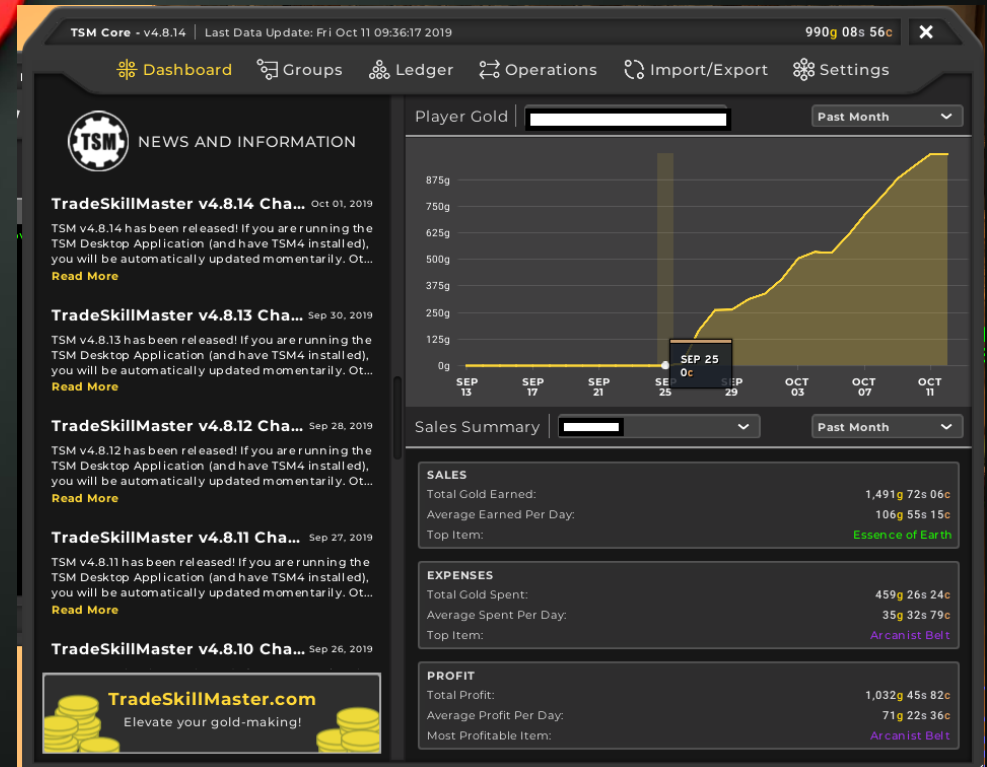 TSM Core - v4.8.14 | Last Data Update: Fri Oct 11 09:36:17 2019
990g 08s 56c
Dashboard Groups Ledger Operations Import/Export Settings
TSM NEWS AND INFORMATION
TradeSkillMaster v4.8.14 Cha... Oct 01, 2019
TSM v4.8.14 has been released! If you are running the
TSM Desktop Application (and have TSM4 installed),
you will be automatically updated momentarily. Ot...
Read More
TradeSkillMaster v4.8.13 Cha... Sep 30, 2019
TSM v4.8.13 has been released! If you are running the
TSM Desktop Application (and have TSM4 installed),
you will be automatically updated momentarily. Ot...
Read More
TradeSkillMaster v4.8.12 Cha... Sep 28, 2019
TSM v4.8.12 has been released! If you are running the
TSM Desktop Application (and have TSM4 installed),
you will be automatically updated momentarily. Ot...
Read More
TradeSkillMaster v4.8.11 Cha... Sep 27, 2019
TSM v4.8.11 has been released! If you are running the
TSM Desktop Application (and have TSM4 installed),
you will be automatically updated momentarily. Ot...
Read More
TradeSkillMaster v4.8.10 Cha... Sep 26, 2019
TradeSkillMaster.com
Elevate your gold-making!
Player Gold
Past Month
875g
750g
625g
500g
375g
250g
125g
0g
SEP 13
SEP 17
SEP 21
SEP 25
SEP 29
OCT 03
OCT 07
OCT 11
SEP 25
0c
Sales Summary
Past Month
SALES
Total Gold Earned: 1,491g 72s 06c
Average Earned Per Day: 106g 55s 15c
Top Item: Essence of Earth
EXPENSES
Total Gold Spent: 459g 26s 24c
Average Spent Per Day: 35g 32s 79c
Top Item: Arcanist Belt
PROFIT
Total Profit: 1,032g 45s 82c
Average Profit Per Day: 71g 22s 36c
Most Profitable Item: Arcanist Belt